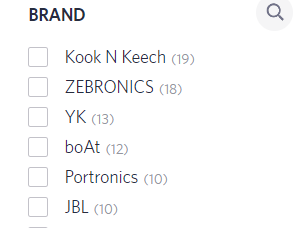 BRAND
Kook N Keech (19)
ZEBRONICS (18)
YK (13)
boAt (12)
Portronics (10)
JBL (10)